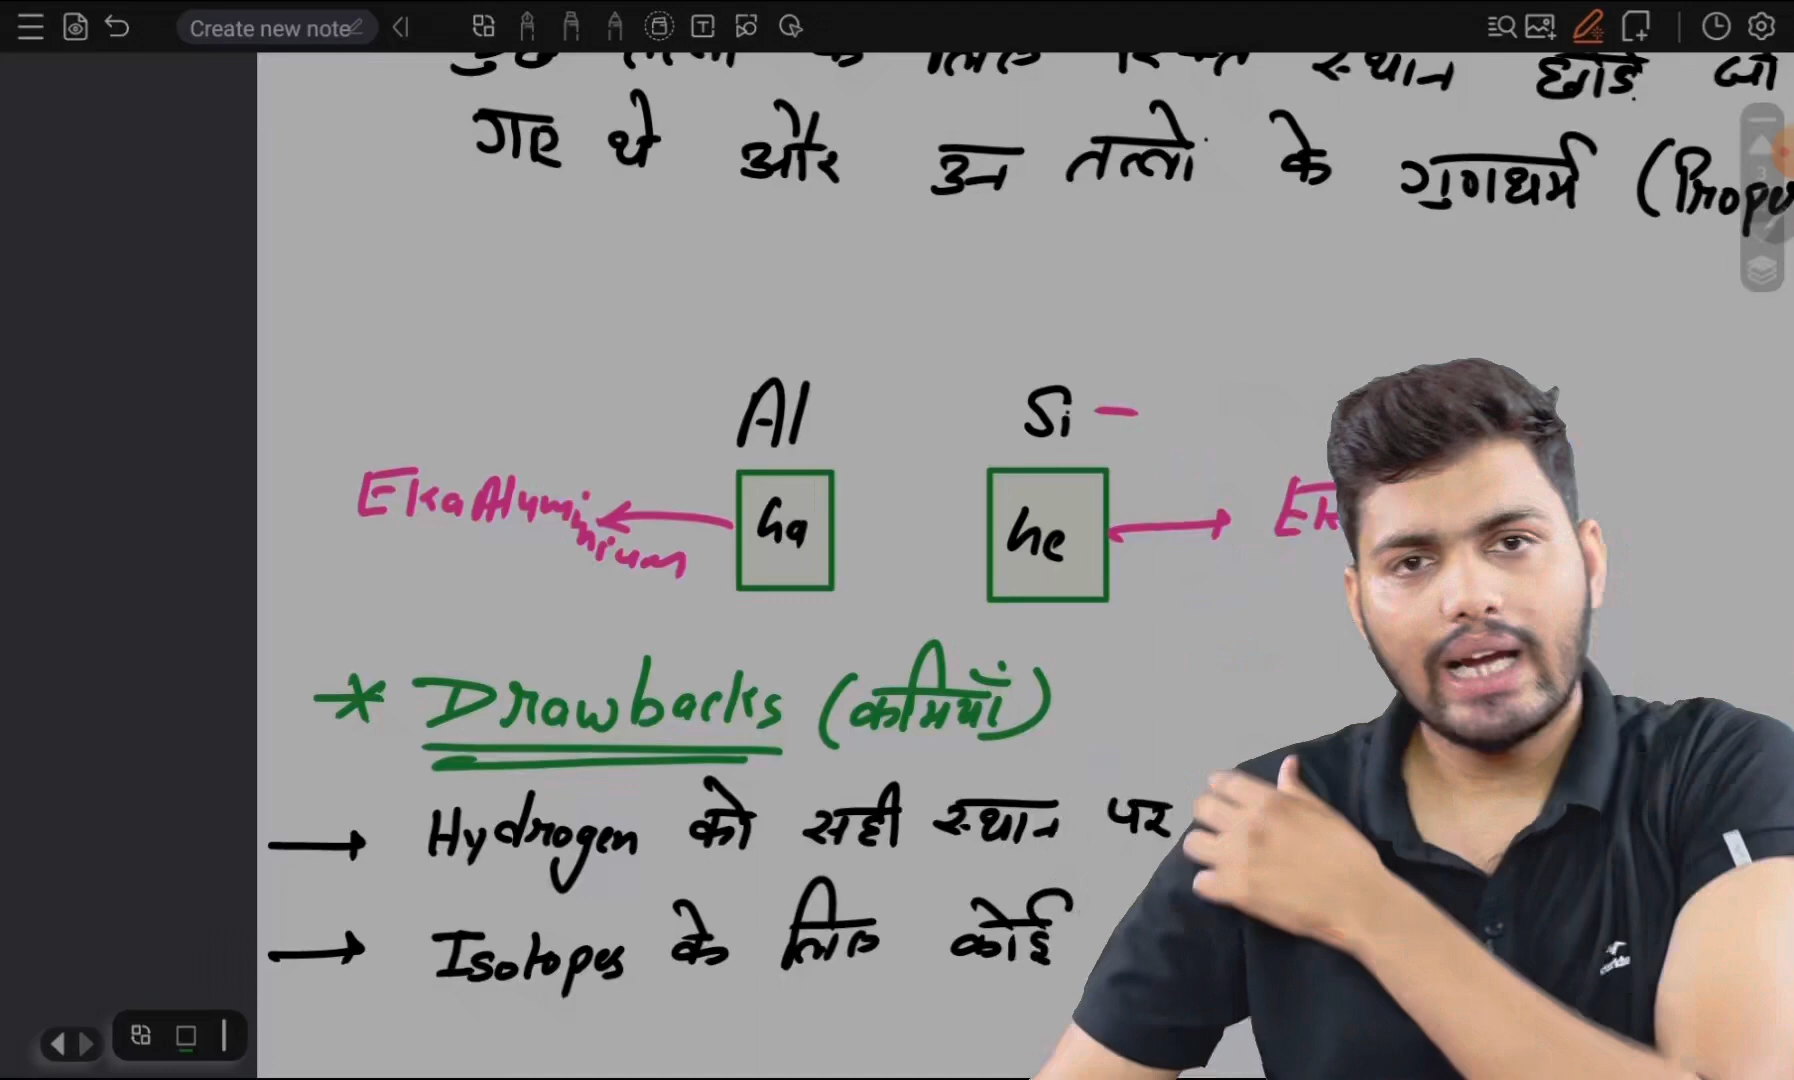 Create new note
स्थान छोड़े
गए थे और उन तत्वो के गुणधर्म (Prope
3
Al Si -
EkaAluminium Ga Ge Ek
* Drawbacks (कमियाँ)
→ Hydrogen को सही स्थान पर
→ Isotopes के लिए कोई